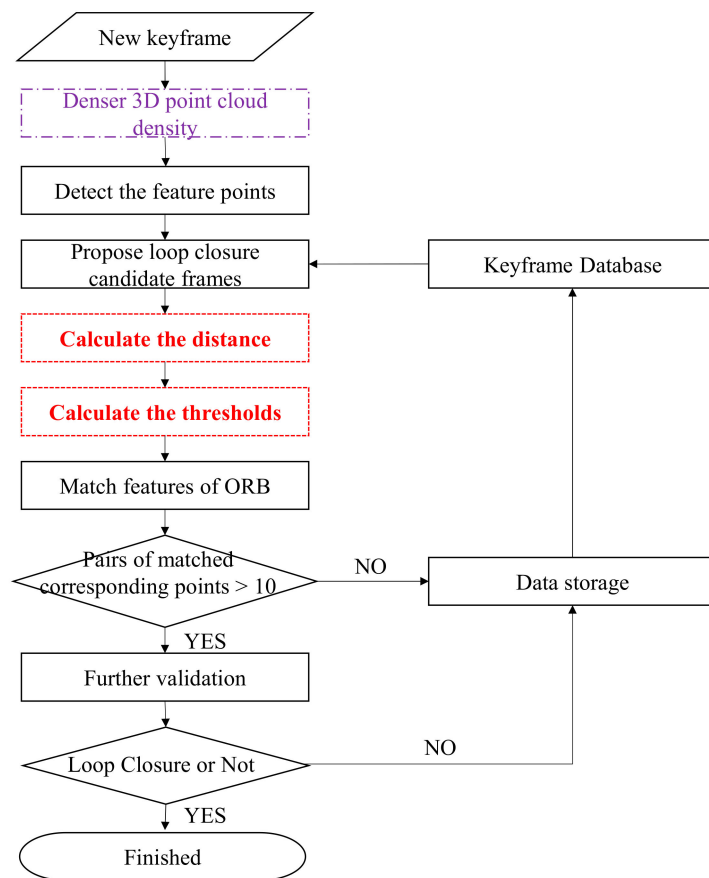 New keyframe
Denser 3D point cloud
density
Detect the feature points
Propose loop closure
candidate frames
Keyframe Database
Calculate the distance
Calculate the thresholds
Match features of ORB
Pairs of matched
corresponding points > 10
NO
Data storage
YES
Further validation
Loop Closure or Not
NO
YES
Finished